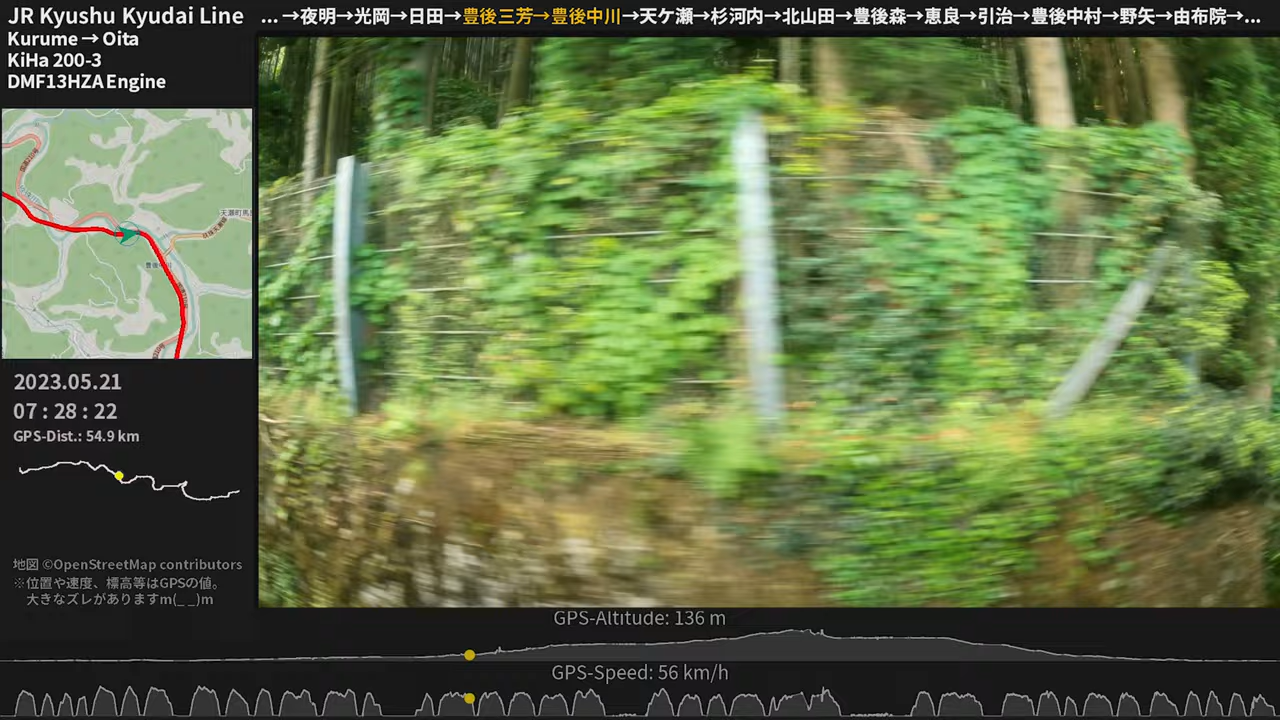 JR Kyushu Kyudai Line
... →夜明→光岡→日田→豊後三芳→豊後中川→天ケ瀬→杉河内→北山田→豊後森→恵良→引治→豊後中村→野矢→由布院→...
Kurume → Oita
KiHa 200-3
DMF13HZA Engine
2023.05.21
07 : 28 : 22
GPS-Dist.: 54.9 km
地図 ©OpenStreetMap contributors
※位置や速度、標高等はGPSの値。
大きなズレがありますm(_ _)m
GPS-Altitude: 136 m
GPS-Speed: 56 km/h